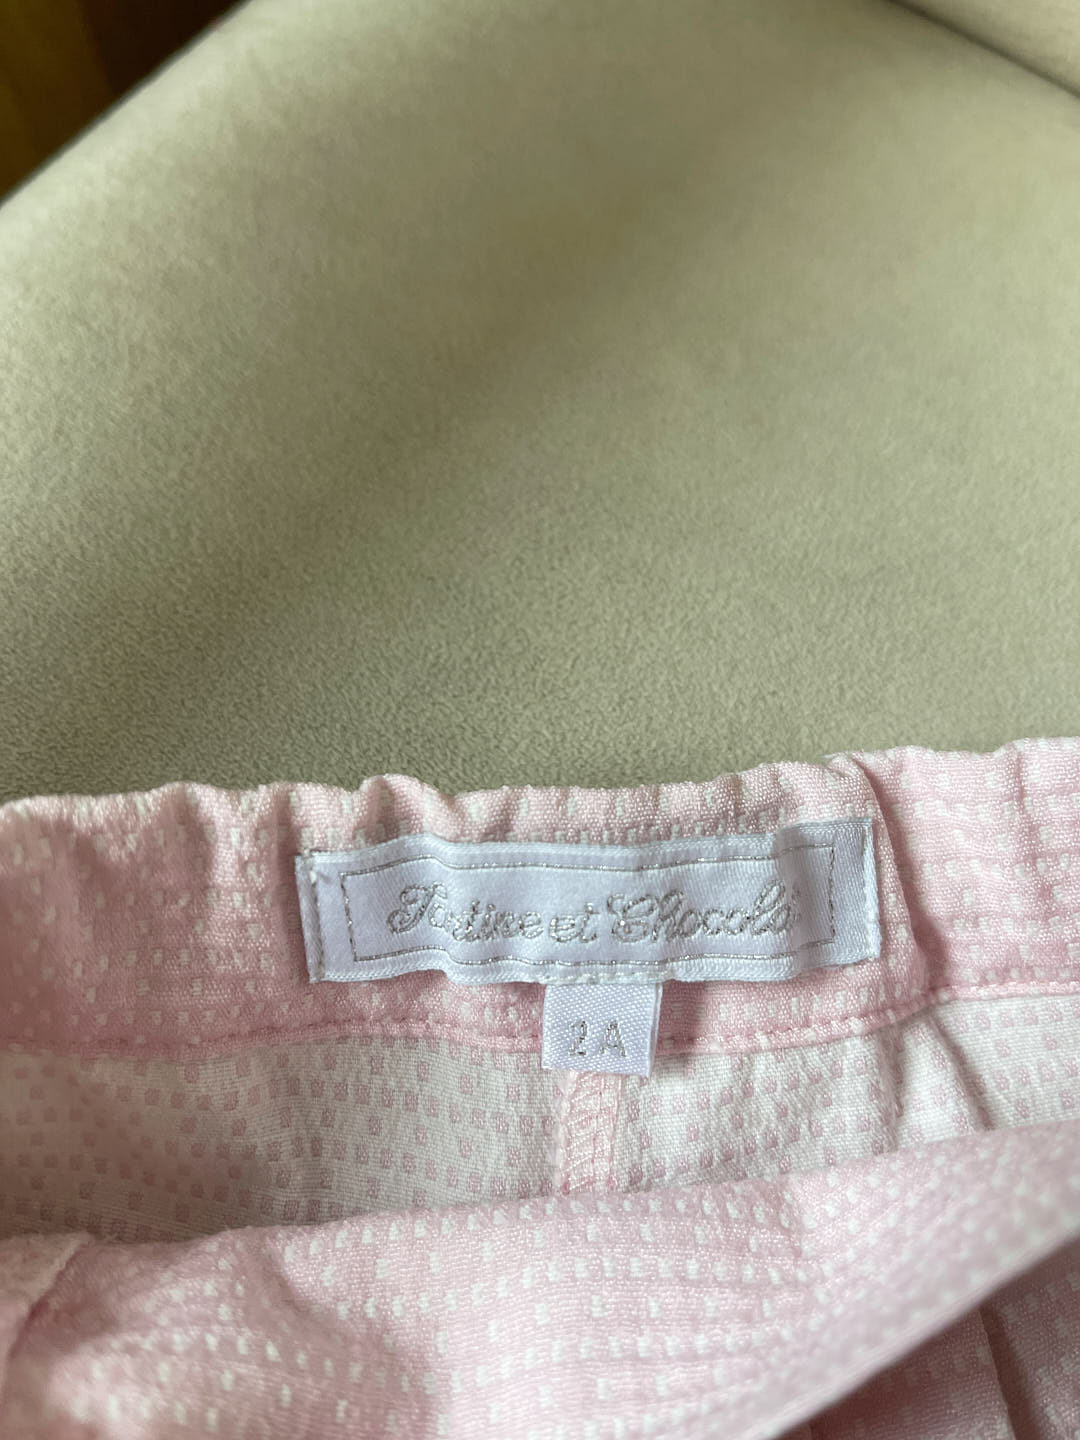 Tartine et Chocolat
2A